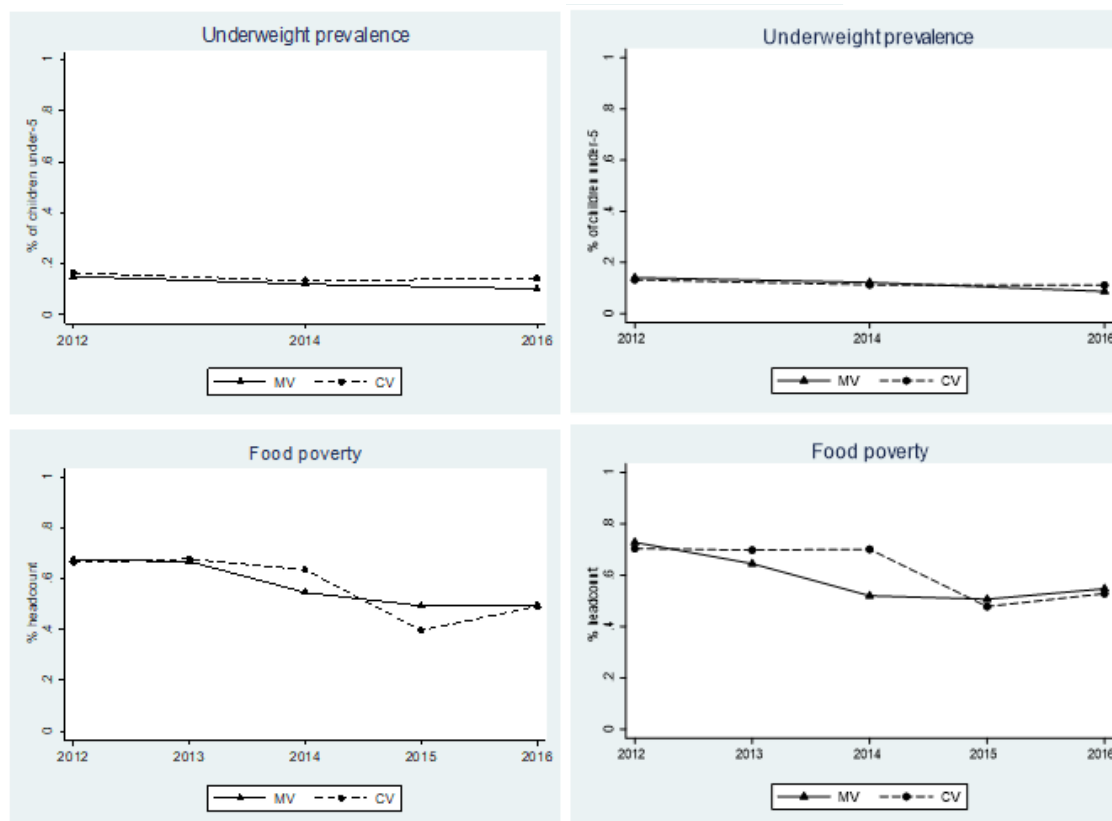 Underweight prevalence
% of children under-5
1
.8
.6
.4
.2
0
2012 2014 2016
MV CV
Underweight prevalence
% of children under-5
1
.8
.6
.4
.2
0
2012 2014 2016
MV CV
Food poverty
% headcount
1
.8
.6
.4
.2
0
2012 2013 2014 2015 2016
MV CV
Food poverty
% headcount
1
.8
.6
.4
.2
0
2012 2013 2014 2015 2016
MV CV